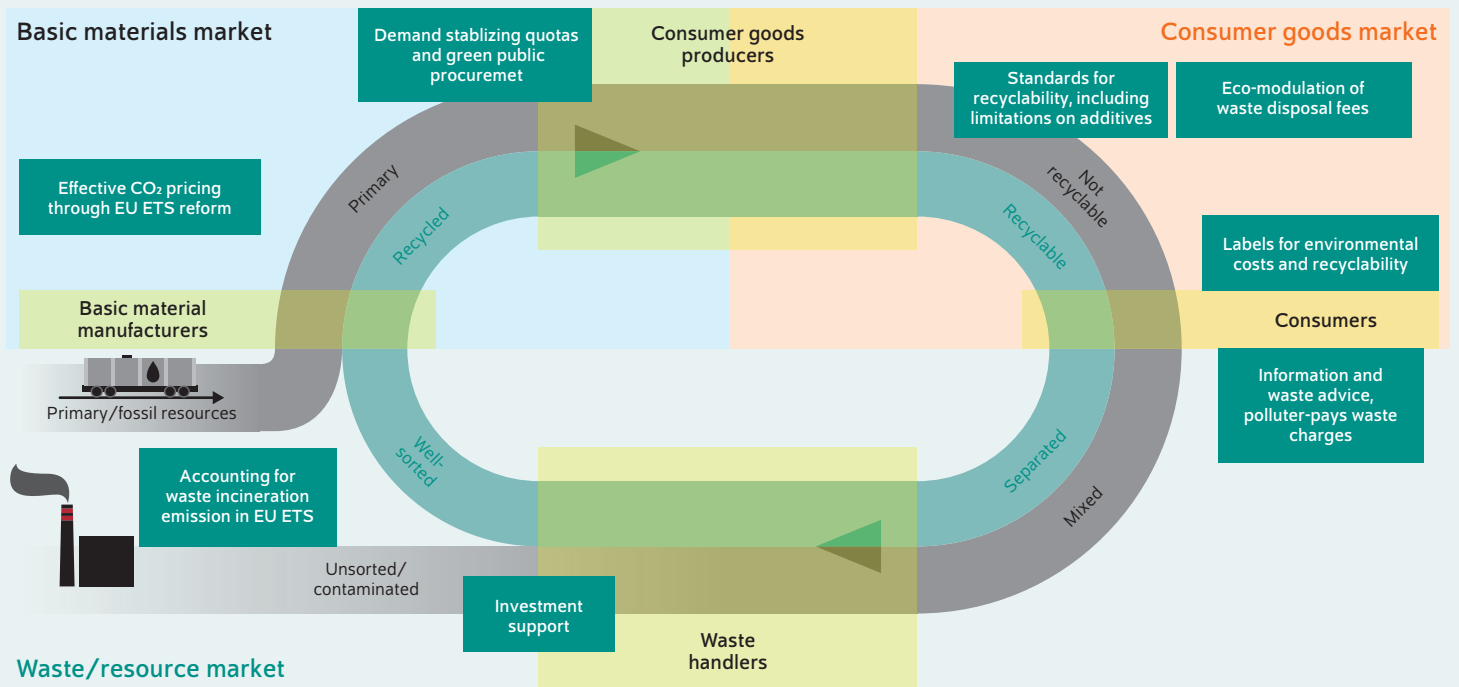 Basic materials market
Demand stablizing quotas
and green public
procuremet
Consumer goods
producers
Consumer goods market
Standards for
recyclability, including
limitations on additives
Eco-modulation of
waste disposal fees
Effective CO₂ pricing
through EU ETS reform
Primary
Recycled
Not
recyclable
Recyclable
Labels for environmental
costs and recyclability
Basic material
manufacturers
Consumers
Primary/fossil resources
Information and
waste advice,
polluter-pays waste
charges
Well-
sorted
Separated
Mixed
Accounting for
waste incineration
emission in EU ETS
Unsorted/
contaminated
Investment
support
Waste
handlers
Waste/resource market